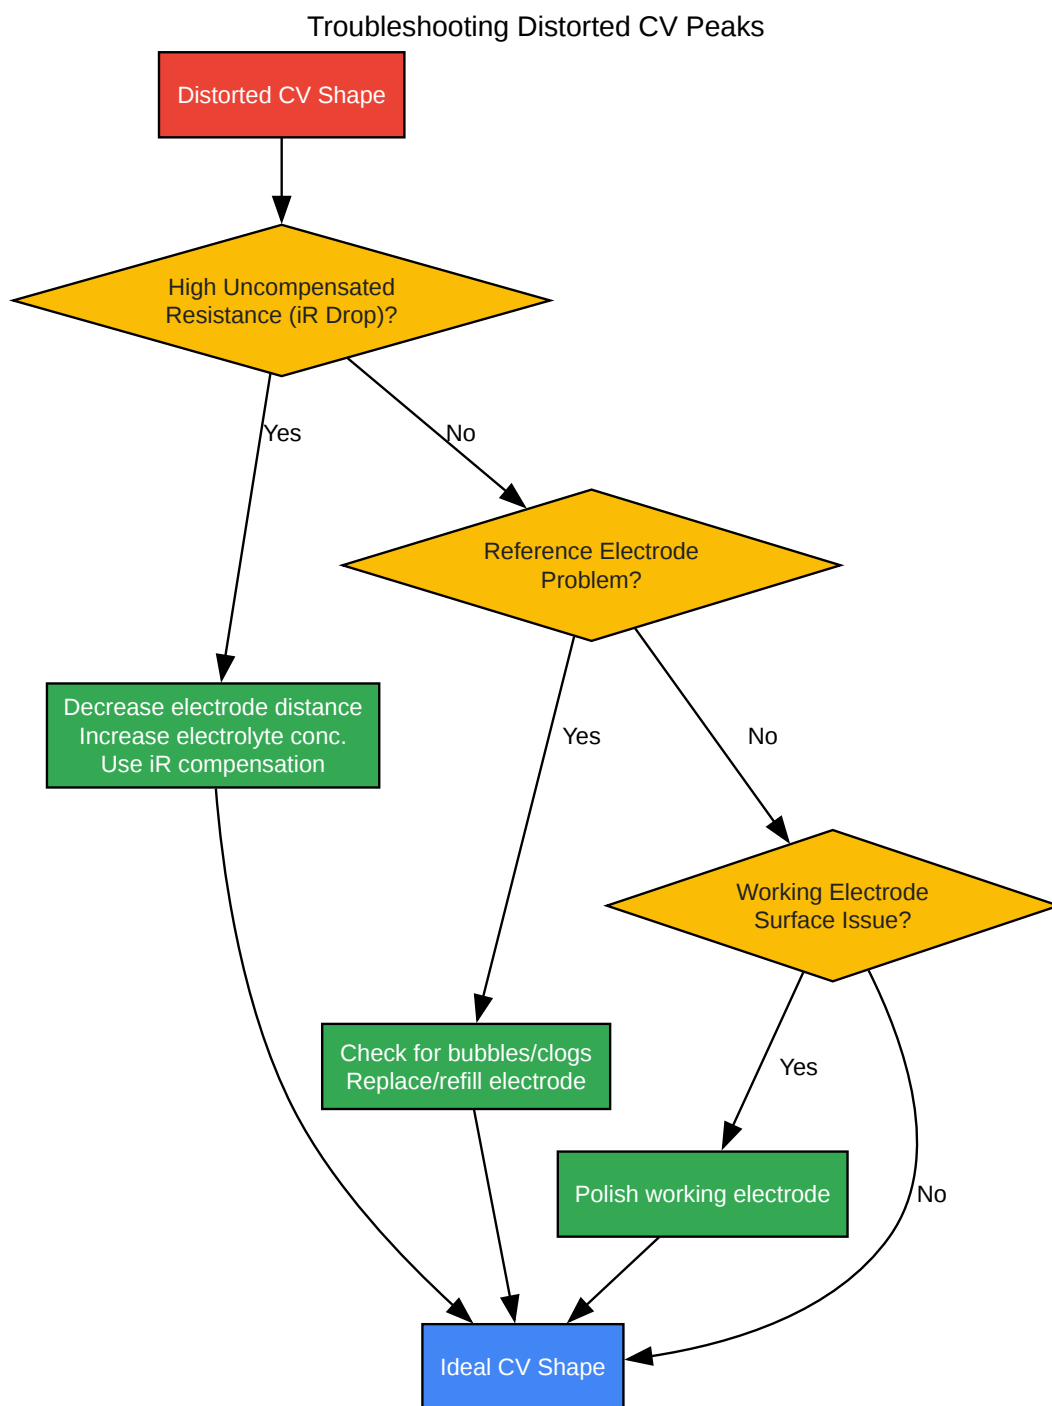 Troubleshooting Distorted CV Peaks
Distorted CV Shape
High Uncompensated
Resistance (iR Drop)?
Yes
No
Reference Electrode
Problem?
Decrease electrode distance
Increase electrolyte conc.
Use iR compensation
Yes
No
Working Electrode
Surface Issue?
Check for bubbles/clogs
Replace/refill electrode
Yes
Polish working electrode
No
Ideal CV Shape